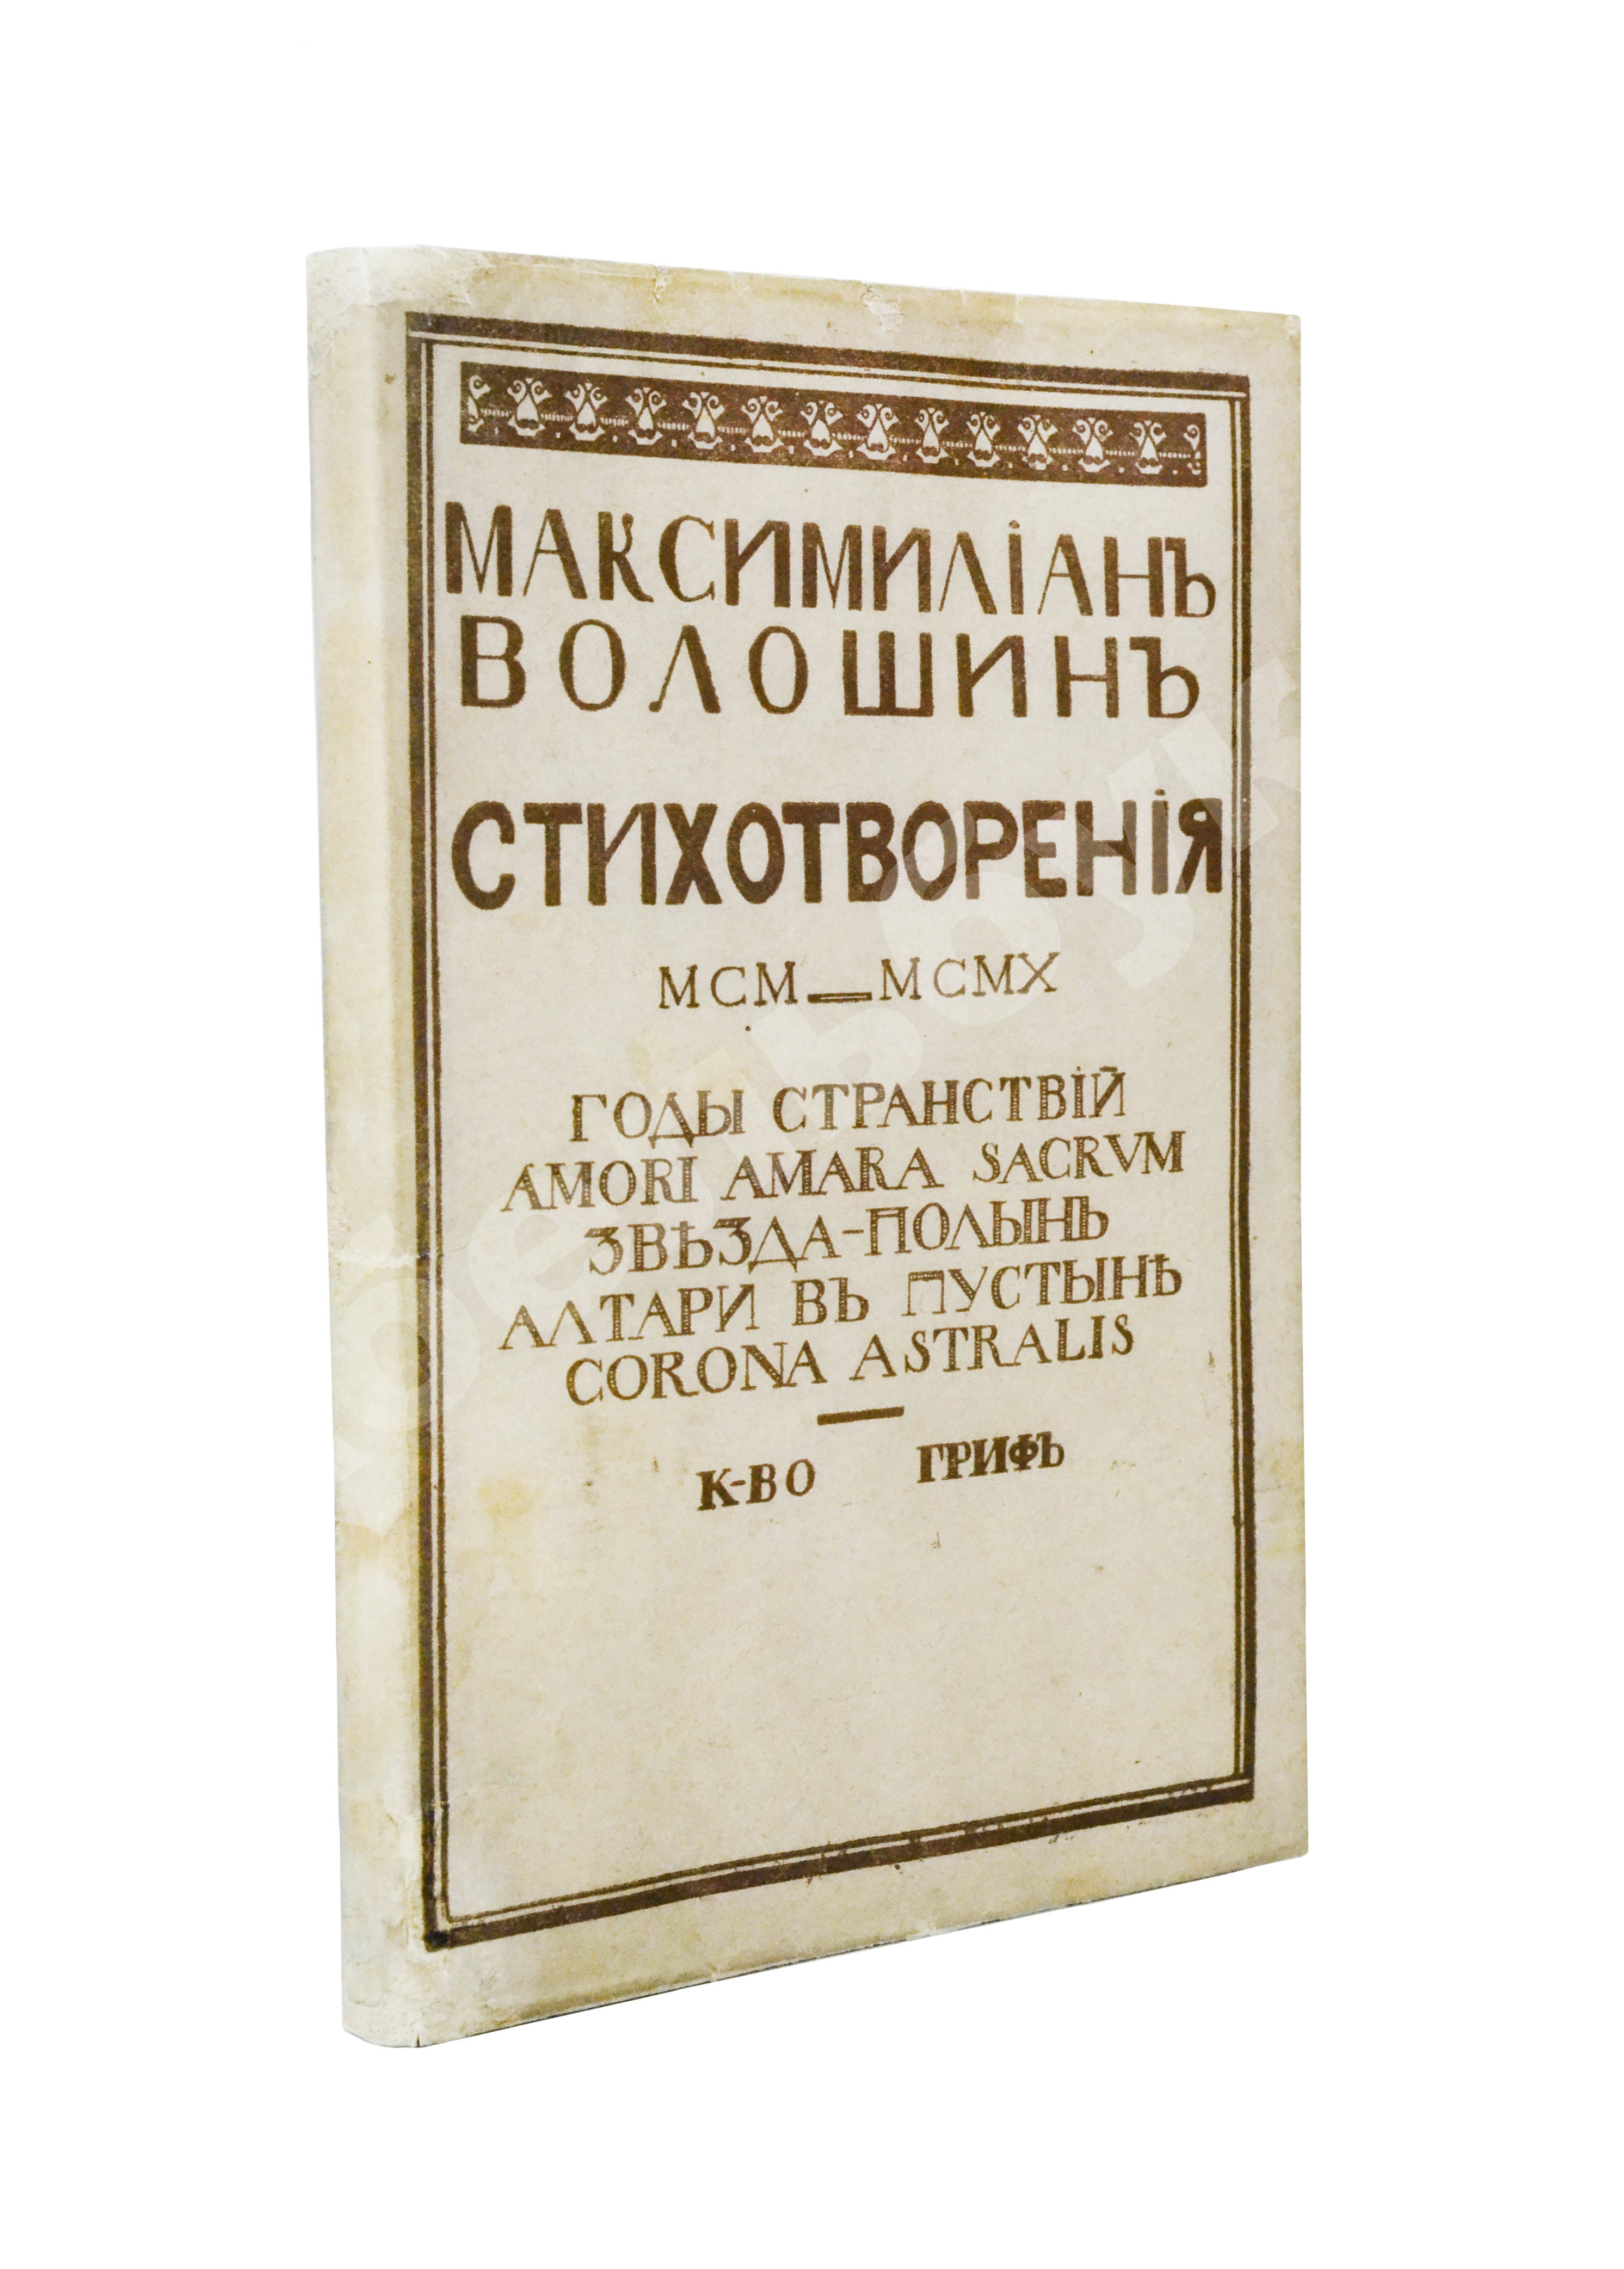 МАКСИМИЛІАНЪ
ВОЛОШИНЪ
СТИХОТВОРЕНІЯ
MCM—MCMX
ГОДЫ СТРАНСТВІЙ
AMORI AMARA SACRVM
ЗВѢЗДА-ПОЛЫНЬ
АЛТАРИ ВЪ ПУСТЫНѢ
CORONA ASTRALIS
К-ВО ГРИФЪ